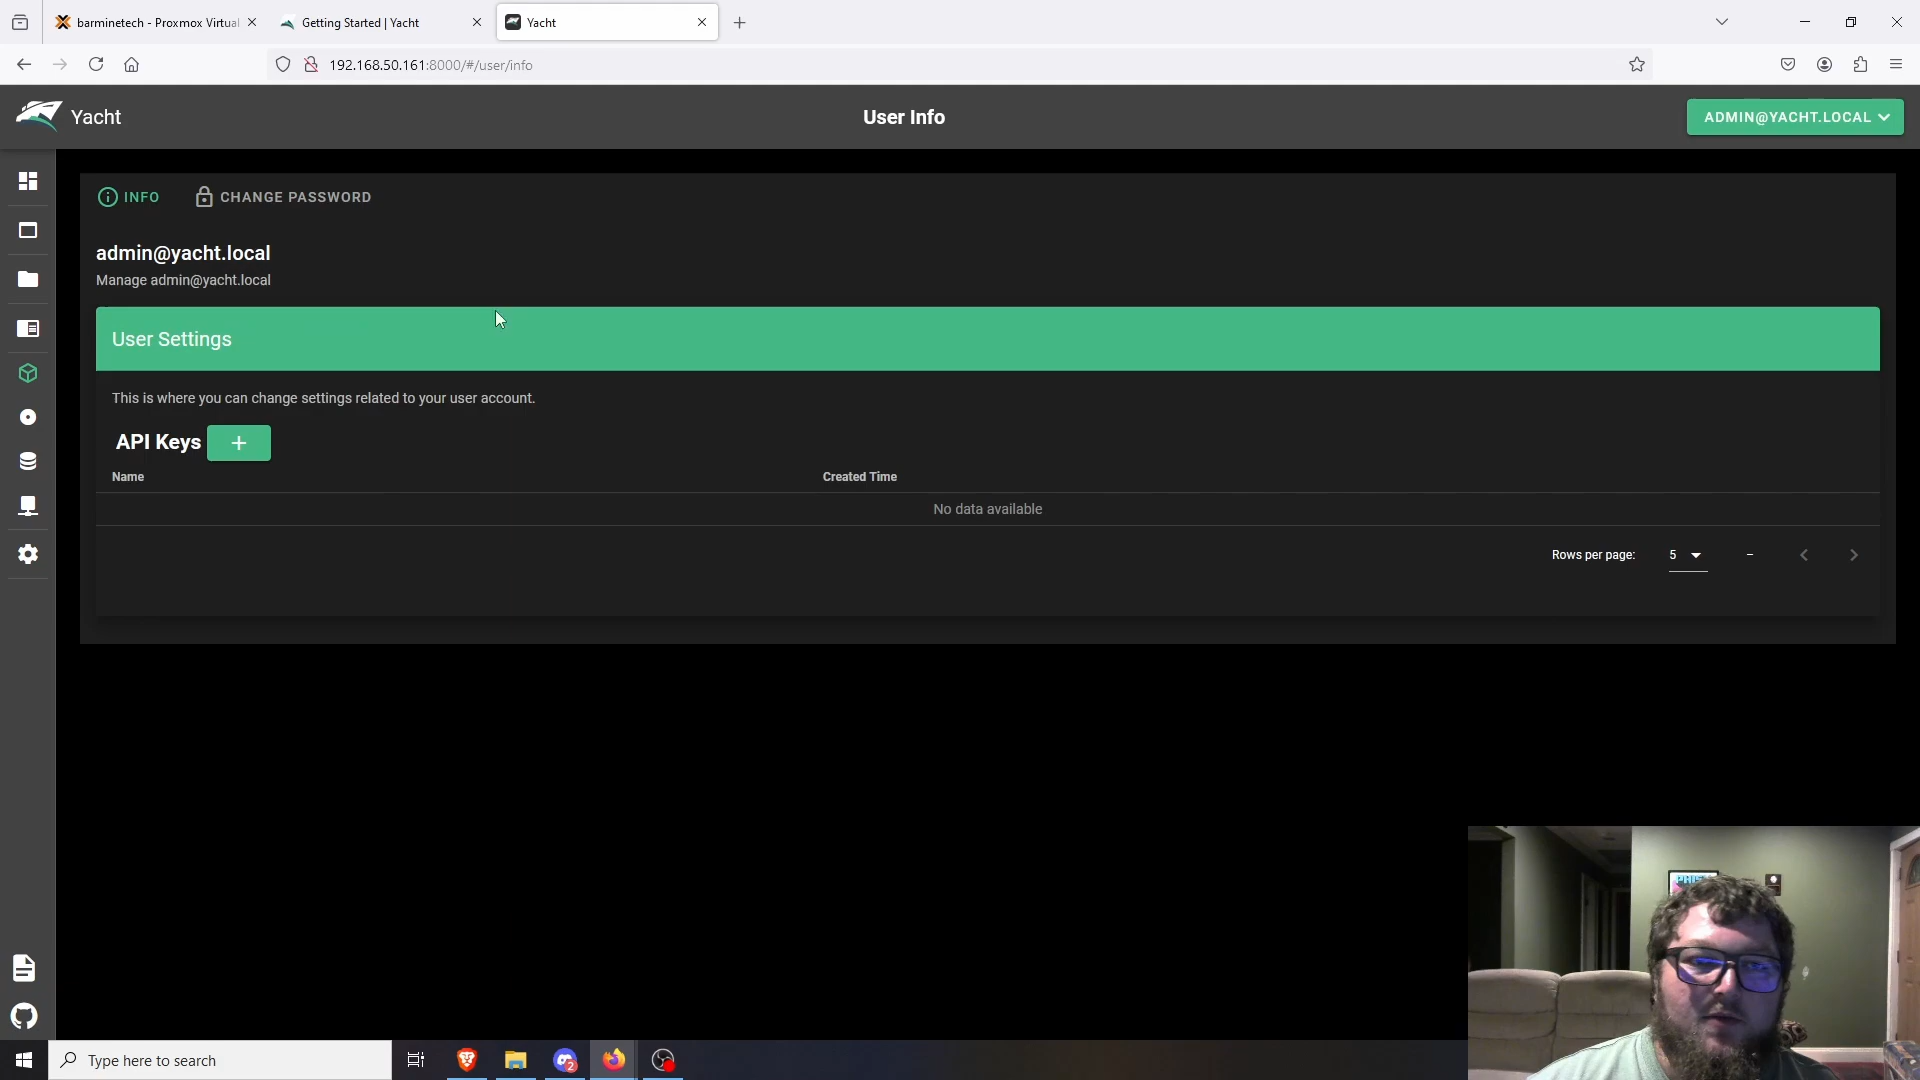 barminetech - Proxmox Virtual
Getting Started | Yacht
Yacht
192.168.50.161:8000/#/user/info
Yacht
User Info
ADMIN@YACHT.LOCAL
INFO
CHANGE PASSWORD
admin@yacht.local
Manage admin@yacht.local
User Settings
This is where you can change settings related to your user account.
API Keys +
Name
Created Time
No data available
Rows per page:
5
–
Type here to search
2